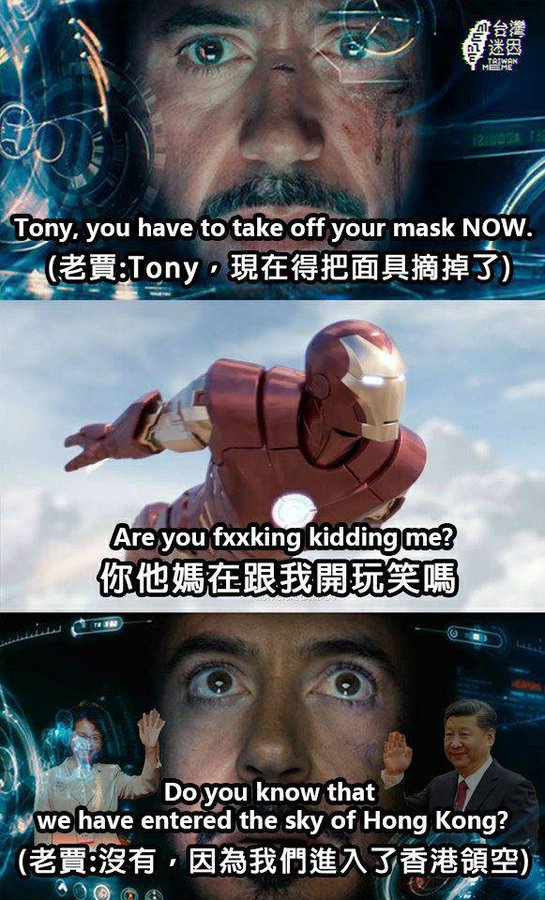 台灣
迷因
TAIWAN
MEME
Tony, you have to take off your mask NOW.
(老賈:Tony，現在得把面具摘掉了)
Are you fxxking kidding me?
你他媽在跟我開玩笑嗎
Do you know that
we have entered the sky of Hong Kong?
(老賈:沒有，因為我們進入了香港領空)